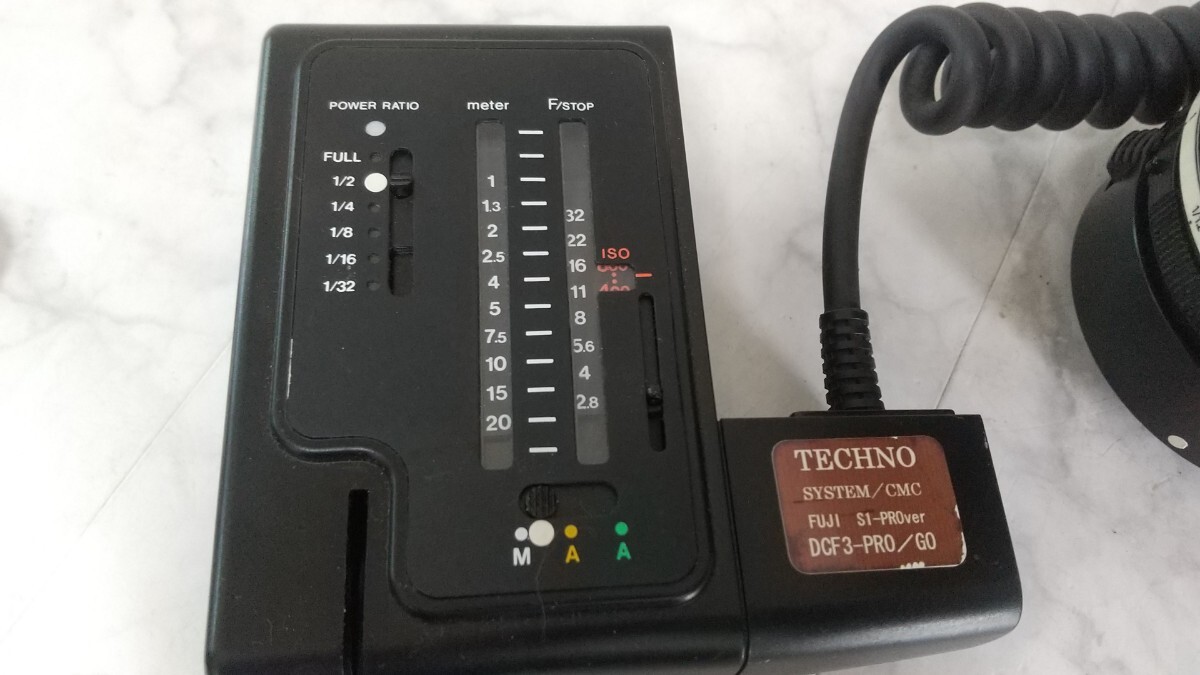 POWER RATIO
FULL
1/2
1/4
1/8
1/16
1/32
meter
1
1.3
2
2.5
4
5
7.5
10
15
20
F/STOP
32
22
16
11
8
5.6
4
2.8
ISO
M A A
TECHNO
SYSTEM/CMC
FUJI S1-PROver
DCF3-PRO/GO